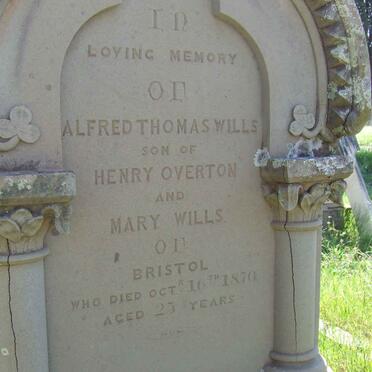 IN
LOVING MEMORY
OF
ALFRED THOMAS WILLS
SON OF
HENRY OVERTON
AND
MARY WILLS
OF
BRISTOL
WHO DIED OCTR 16TH 1870
AGED 23 YEARS